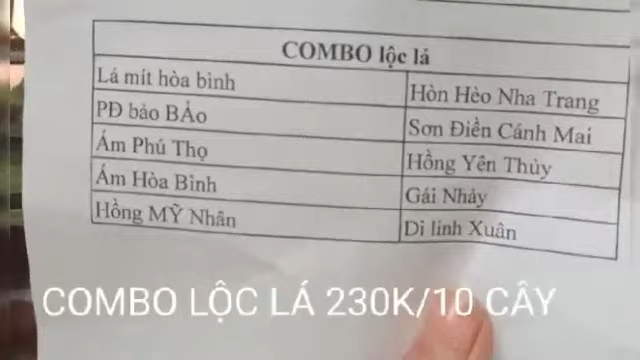 COMBO lộc lá
Lá mít hòa bình
Hòn Hèo Nha Trang
PĐ bảo BẢo
Sơn Điền Cánh Mai
Ám Phú Thọ
Hồng Yên Thủy
Ám Hòa Bình
Gái Nhảy
Hồng MỸ Nhân
Di linh Xuân
COMBO LỘC LÁ 230K/10 CÂY